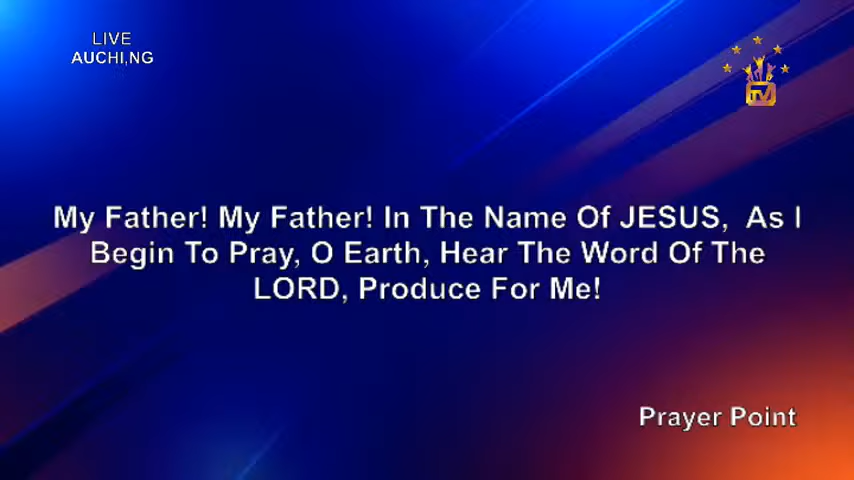 LIVE
AUCHI,NG
TV
My Father! My Father! In The Name Of JESUS,  As I
Begin To Pray, O Earth, Hear The Word Of The
LORD, Produce For Me!
Prayer Point